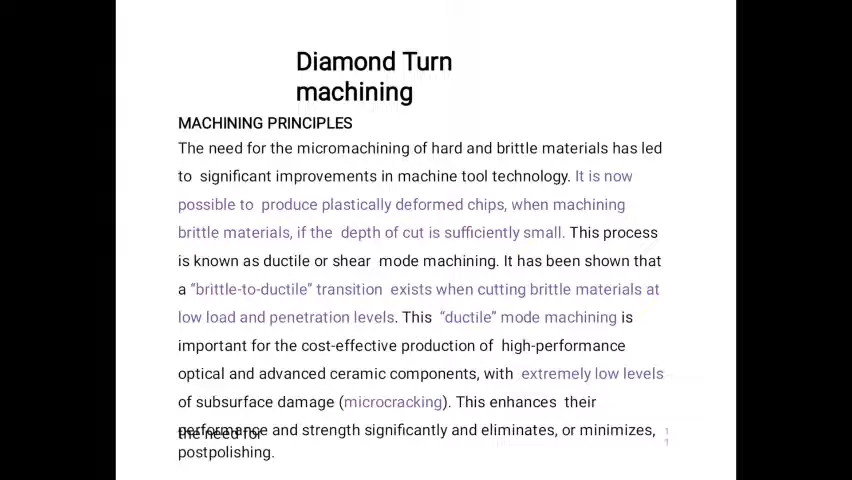 Diamond Turn
machining
MACHINING PRINCIPLES
The need for the micromachining of hard and brittle materials has led
to significant improvements in machine tool technology. It is now
possible to produce plastically deformed chips, when machining
brittle materials, if the depth of cut is sufficiently small. This process
is known as ductile or shear mode machining. It has been shown that
a “brittle-to-ductile” transition exists when cutting brittle materials at
low load and penetration levels. This “ductile” mode machining is
important for the cost-effective production of high-performance
optical and advanced ceramic components, with extremely low levels
of subsurface damage (microcracking). This enhances their
performance and strength significantly and eliminates, or minimizes,
the need for
postpolishing.
1
1